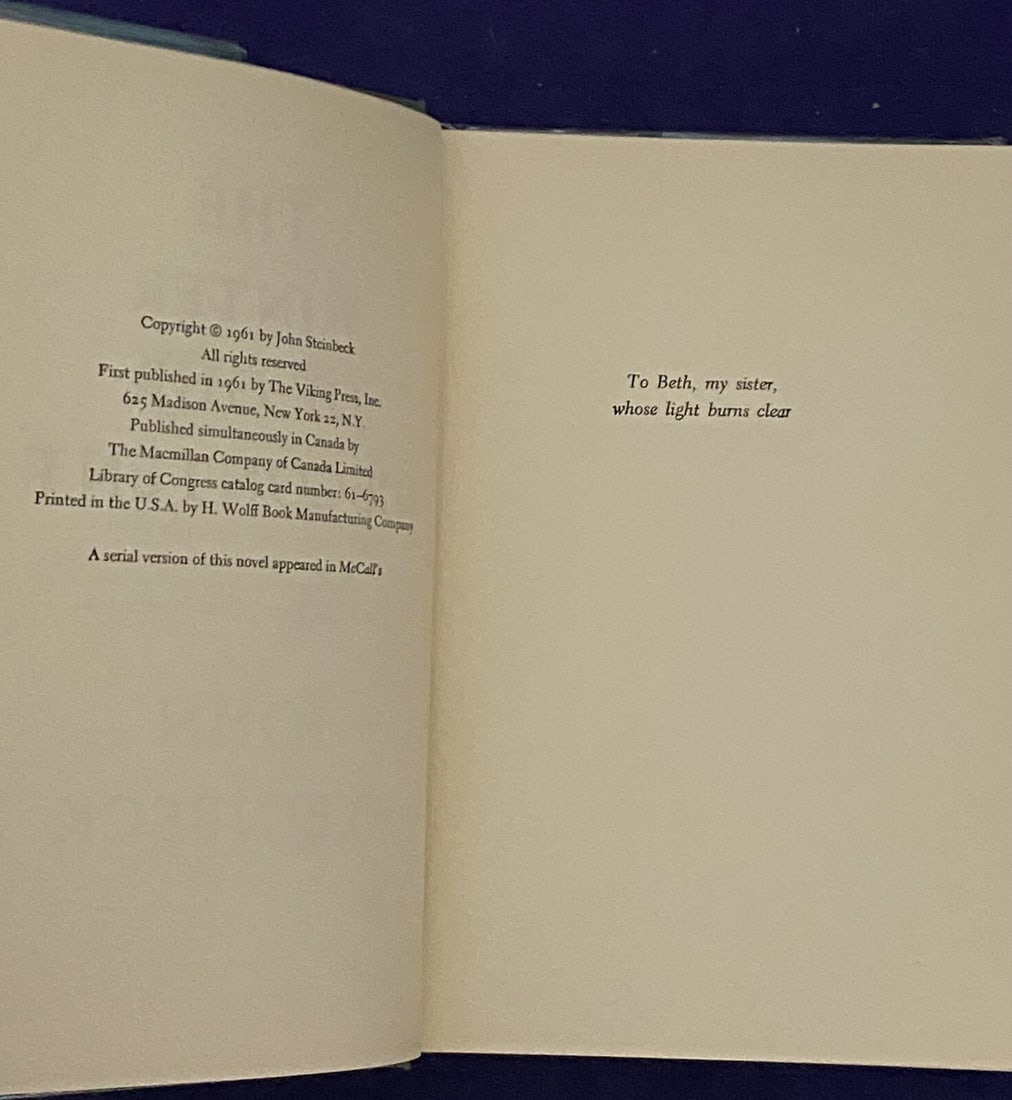 Copyright © 1961 by John Steinbeck
All rights reserved
First published in 1961 by The Viking Press, Inc.
625 Madison Avenue, New York 22, N.Y.
Published simultaneously in Canada by
The Macmillan Company of Canada Limited
Library of Congress catalog card number: 61–6793
Printed in the U.S.A. by H. Wolff Book Manufacturing Company
A serial version of this novel appeared in McCall's
To Beth, my sister,
whose light burns clear